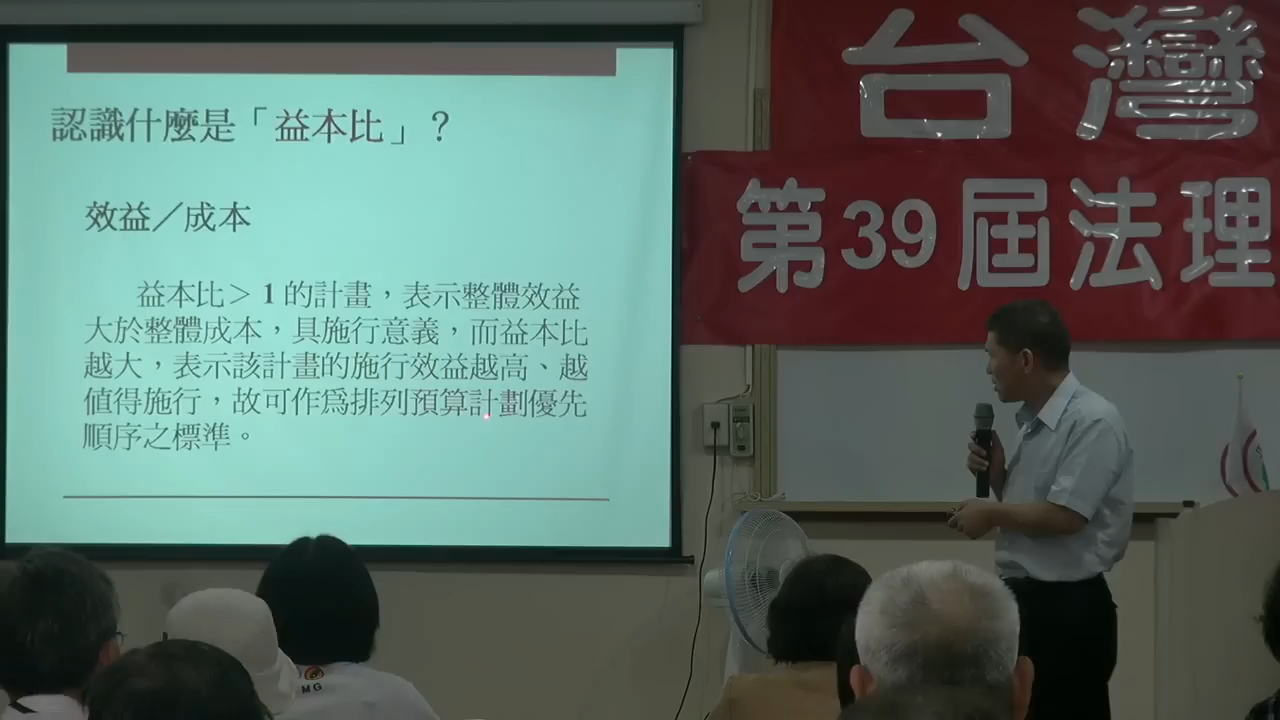 認識什麼是「益本比」？
效益／成本
益本比＞1的計畫，表示整體效益
大於整體成本，具施行意義，而益本比
越大，表示該計畫的施行效益越高、越
值得施行，故可作為排列預算計劃優先
順序之標準。
台灣
第39屆法理
MG